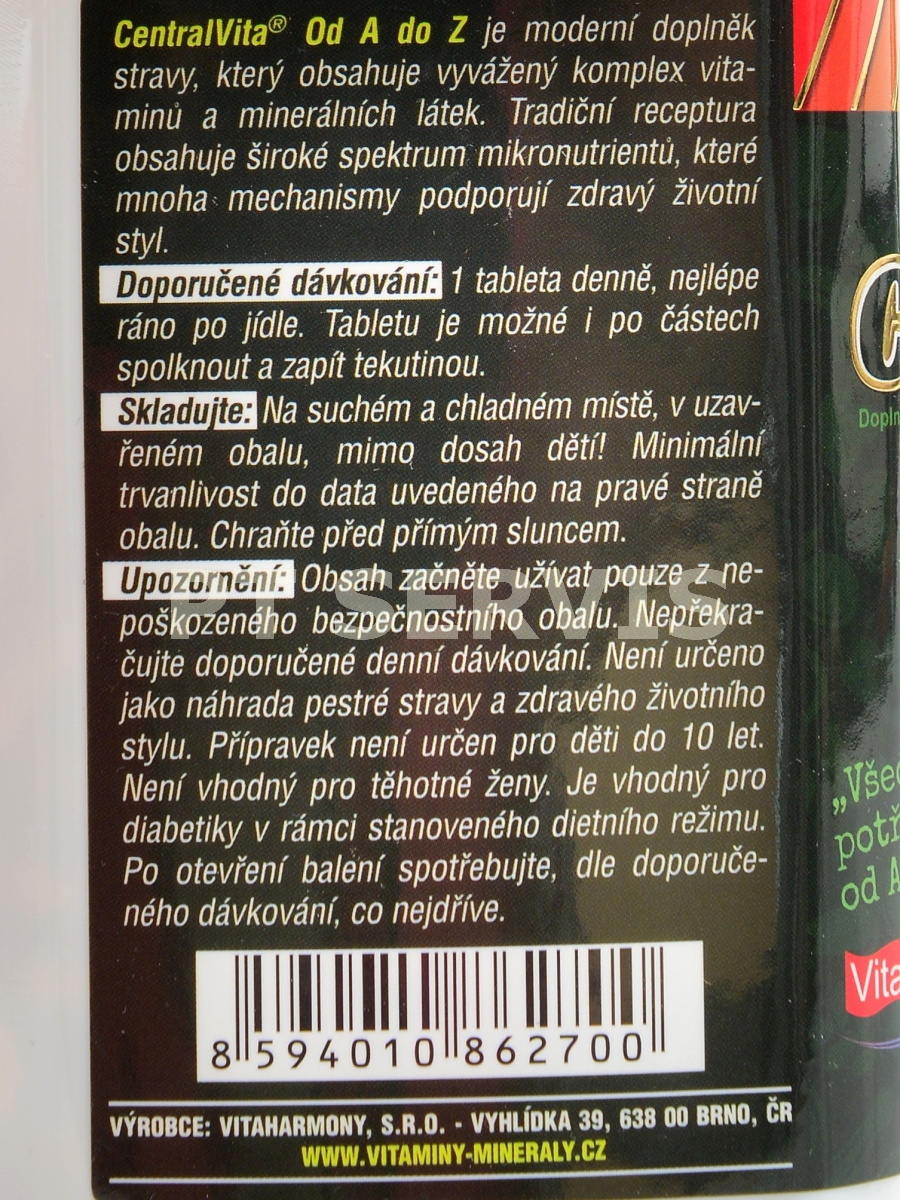 CentralVita® Od A do Z je moderní doplněk
stravy, který obsahuje vyvážený komplex vita-
minů a minerálních látek. Tradiční receptura
obsahuje široké spektrum mikronutrientů, které
mnoha mechanismy podporují zdravý životní
styl.
Doporučené dávkování: 1 tableta denně, nejlépe
ráno po jídle. Tabletu je možné i po částech
spolknout a zapít tekutinou.
Skladujte: Na suchém a chladném místě, v uzav-
řeném obalu, mimo dosah dětí! Minimální
trvanlivost do data uvedeného na pravé straně
obalu. Chraňte před přímým sluncem.
Upozornění: Obsah začněte užívat pouze z ne-
poškozeného bezpečnostního obalu. Nepřekra-
čujte doporučené denní dávkování. Není určeno
jako náhrada pestré stravy a zdravého životního
stylu. Přípravek není určen pro děti do 10 let.
Není vhodný pro těhotné ženy. Je vhodný pro
diabetiky v rámci stanoveného dietního režimu.
Po otevření balení spotřebujte, dle doporuče-
ného dávkování, co nejdříve.
8 594010 862700
VÝROBCE: VITAHARMONY, S.R.O. - VYHLÍDKA 39, 638 00 BRNO, ČR
WWW.VITAMINY-MINERALY.CZ
SERVIS
od A
Vita